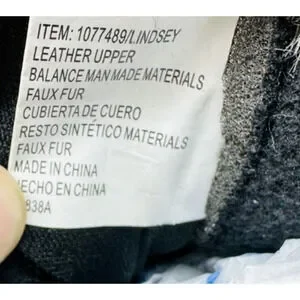 ITEM: 1077489/LINDSEY
LEATHER UPPER
BALANCE MAN MADE MATERIALS
FAUX FUR
CUBIERTA DE CUERO
RESTO SINTÉTICO MATERIALS
FAUX FUR
MADE IN CHINA
HECHO EN CHINA
838A